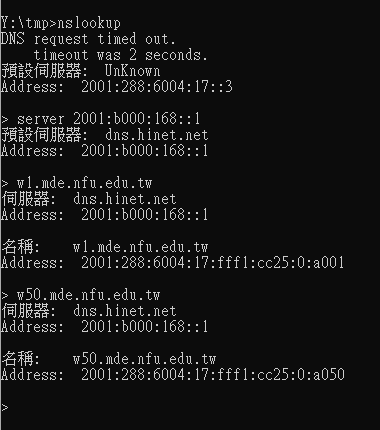 Y:\tmp>nslookup
DNS request timed out.
    timeout was 2 seconds.
預設伺服器:  UnKnown
Address:  2001:288:6004:17::3
> server 2001:b000:168::1
預設伺服器:  dns.hinet.net
Address:  2001:b000:168::1
> w1.mde.nfu.edu.tw
伺服器:  dns.hinet.net
Address:  2001:b000:168::1
名稱:    w1.mde.nfu.edu.tw
Address:  2001:288:6004:17:fff1:cc25:0:a001
> w50.mde.nfu.edu.tw
伺服器:  dns.hinet.net
Address:  2001:b000:168::1
名稱:    w50.mde.nfu.edu.tw
Address:  2001:288:6004:17:fff1:cc25:0:a050
>